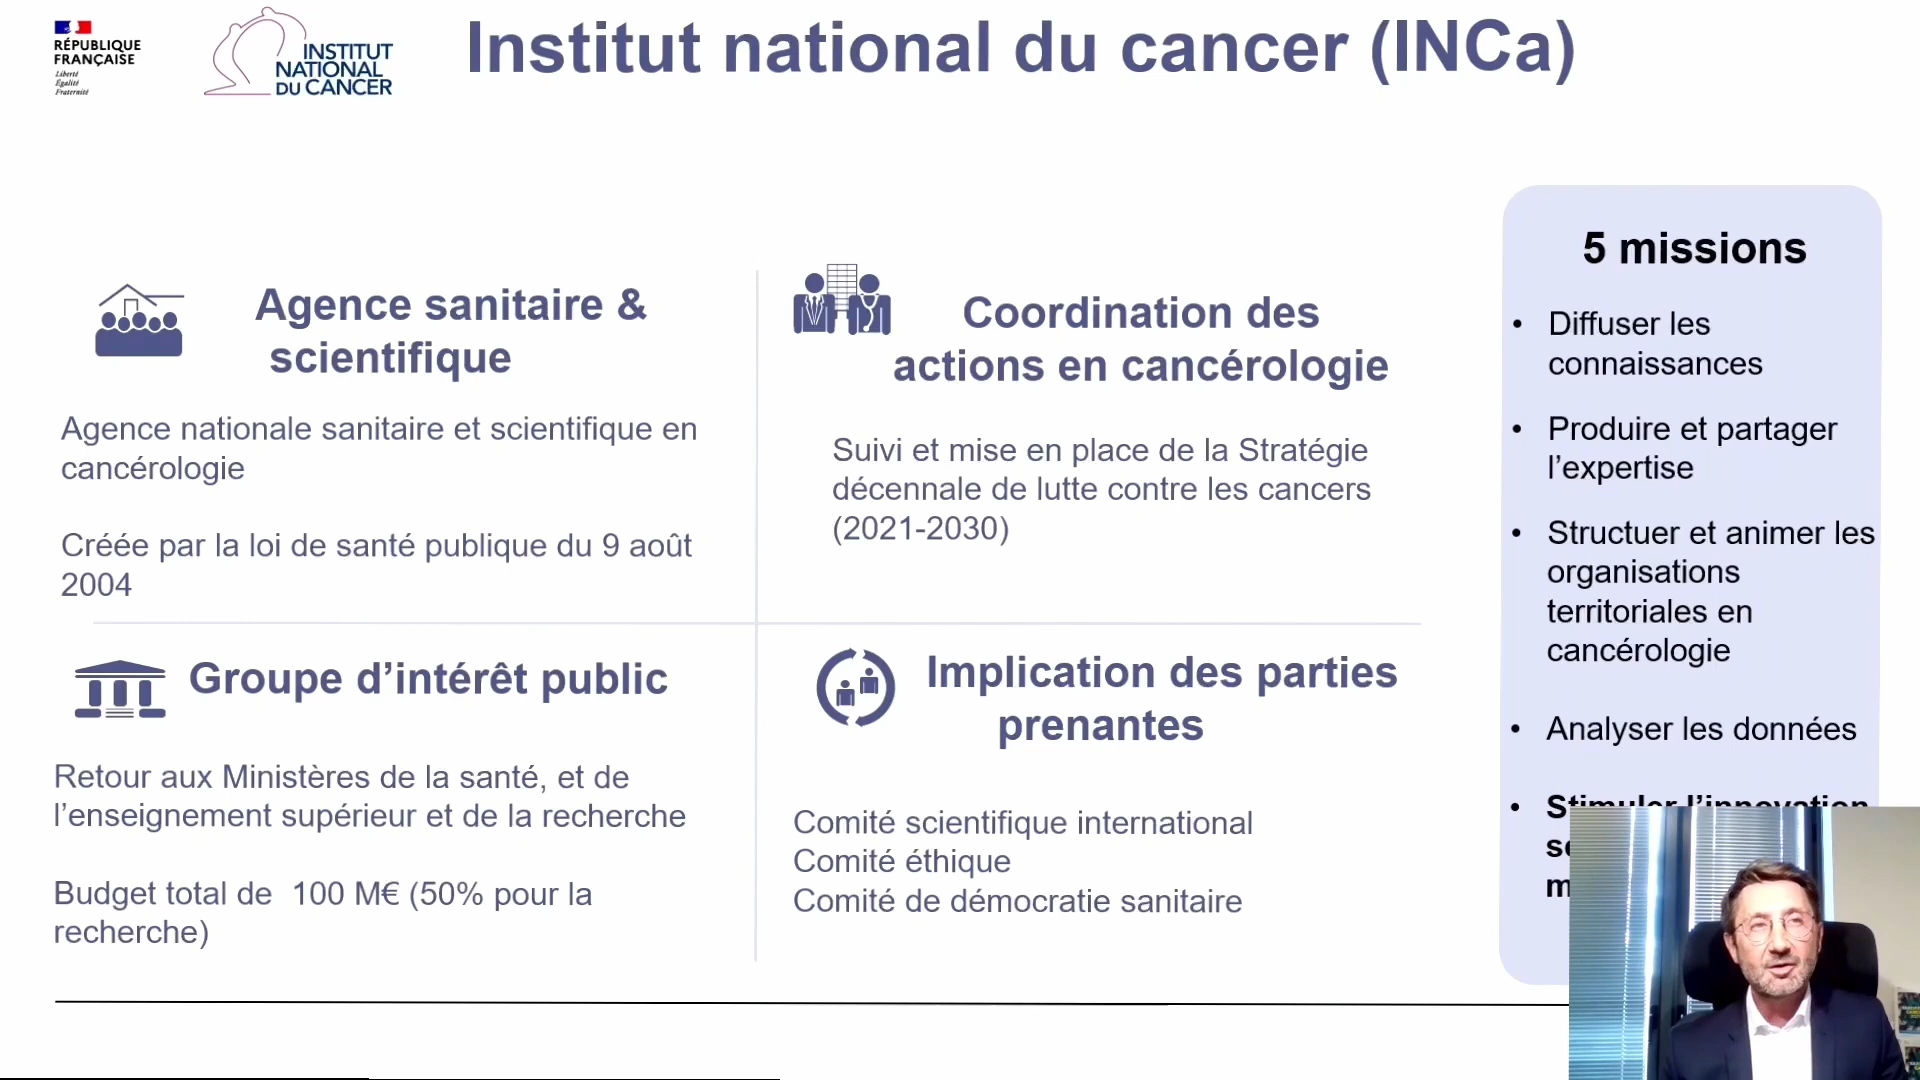 RÉPUBLIQUE
FRANÇAISE
Liberté
Égalité
Fraternité
INSTITUT
NATIONAL
DU CANCER
Institut national du cancer (INCa)
Agence sanitaire &
scientifique
Agence nationale sanitaire et scientifique en
cancérologie
Créée par la loi de santé publique du 9 août
2004
Coordination des
actions en cancérologie
Suivi et mise en place de la Stratégie
décennale de lutte contre les cancers
(2021-2030)
Groupe d’intérêt public
Retour aux Ministères de la santé, et de
l’enseignement supérieur et de la recherche
Budget total de 100 M€ (50% pour la
recherche)
Implication des parties
prenantes
Comité scientifique international
Comité éthique
Comité de démocratie sanitaire
5 missions
• Diffuser les
connaissances
• Produire et partager
l’expertise
• Structuer et animer les
organisations
territoriales en
cancérologie
• Analyser les données
• Stimuler l’innovation